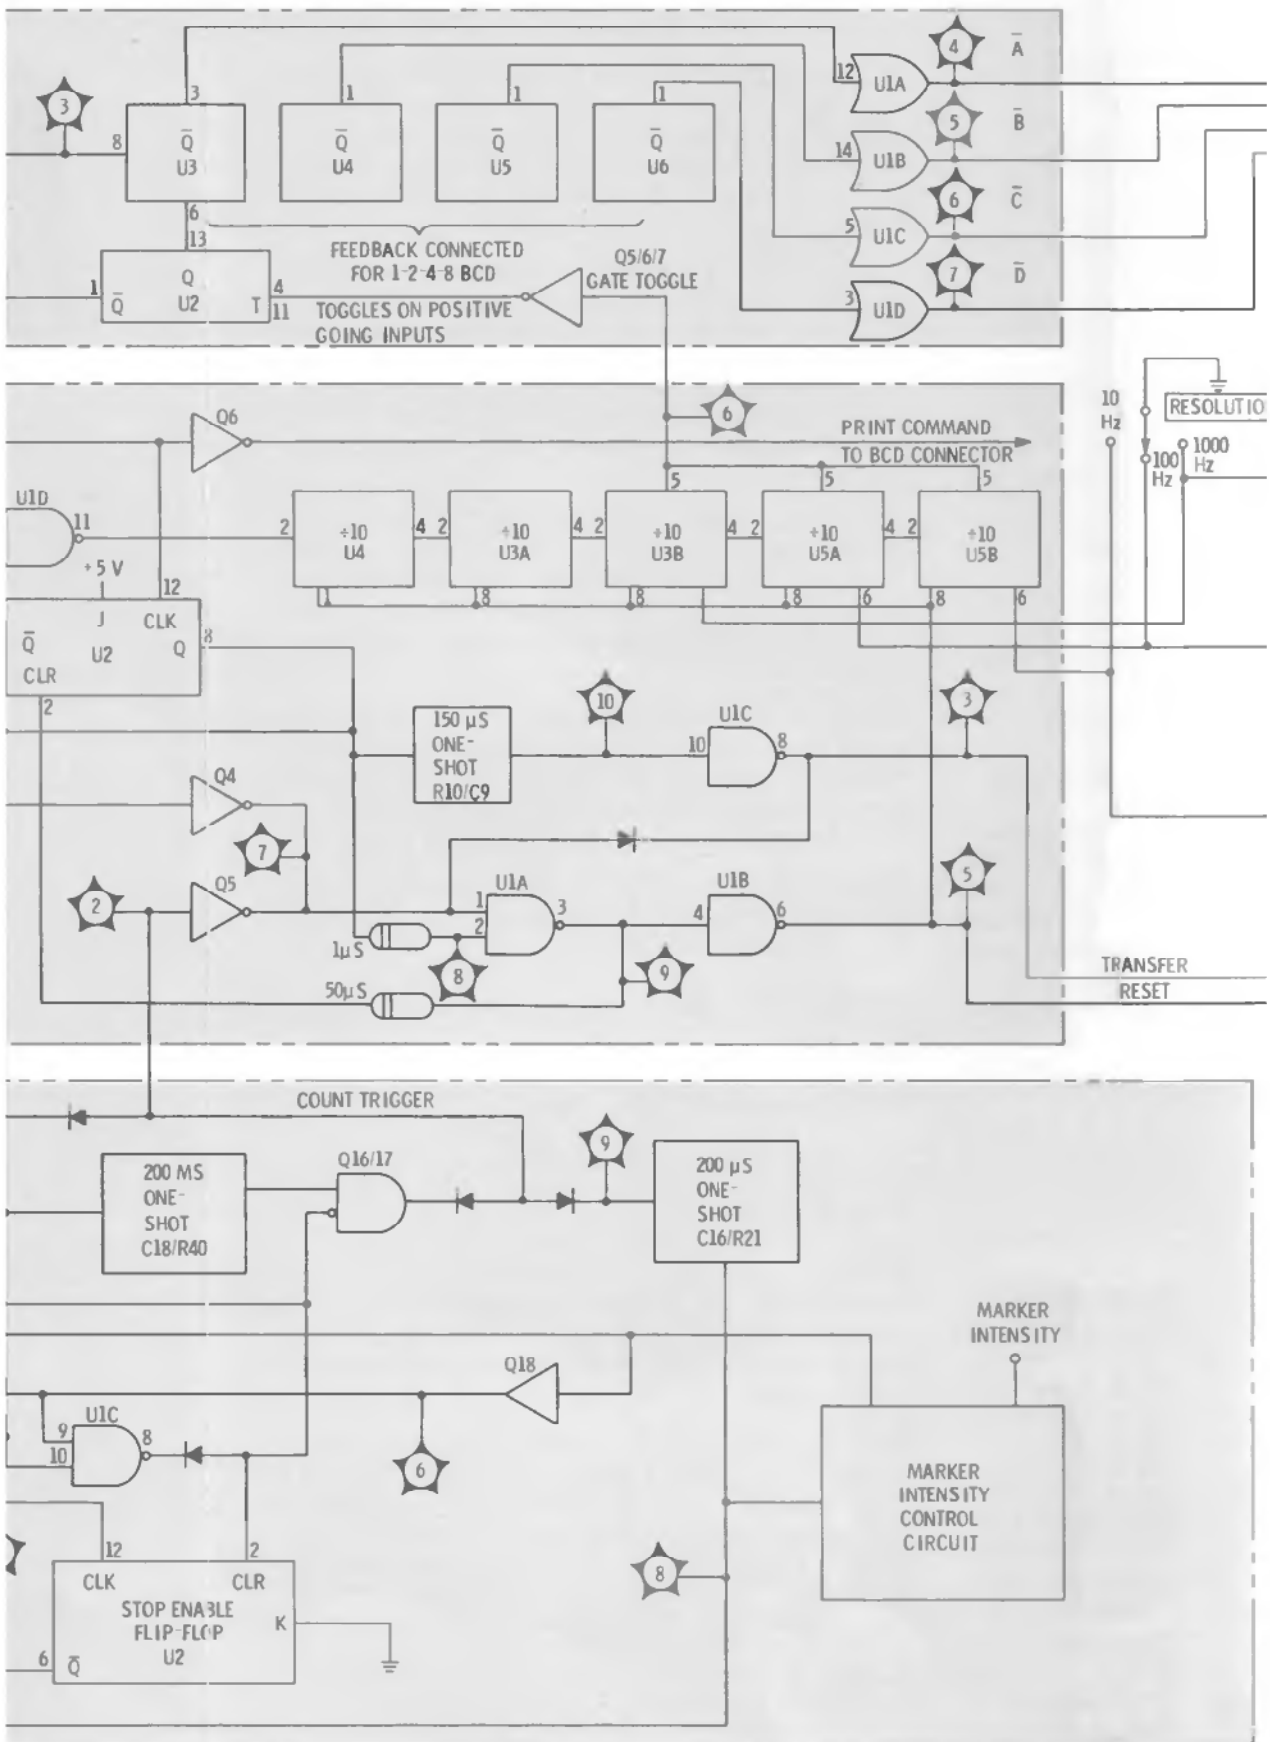 4 A̅
3 3 12 U1A
1 1 1 5 B̅
8 Q̅ Q̅ Q̅ Q̅ 14 U1B
U3 U4 U5 U6 6 C̅
6
13 FEEDBACK CONNECTED 5 U1C
FOR 1-2-4-8 BCD
Q5/6/7
GATE TOGGLE
7 D̅
1 Q 4
Q̅ U2 T 11
TOGGLES ON POSITIVE
GOING INPUTS
3 U1D
Q6
6
PRINT COMMAND
TO BCD CONNECTOR
10
Hz
RESOLUTIO
100
Hz
1000
Hz
U1D
11
5 5 5
2 ÷10 4 2 ÷10 4 2 ÷10 4 2 ÷10 4 2 ÷10
U4 U3A U3B U5A U5B
1 8 8 8 6 8 6
+5 V
12
J CLK
Q̅ U2 Q 8
CLR
2
150 µS
ONE-
SHOT
R10/C9
10
U1C
10 8
3
Q4
7
2
Q5
U1A
1 3
2
U1B
4 6
5
1µS
8
9
50µS
TRANSFER
RESET
COUNT TRIGGER
200 MS
ONE-
SHOT
C18/R40
Q16/17
9
200 µS
ONE-
SHOT
C16/R21
MARKER
INTENSITY
Q18
U1C
9 8
10
6
MARKER
INTENSITY
CONTROL
CIRCUIT
12 2
CLK CLR
STOP ENABLE
FLIP-FLOP K
U2
6 Q̅
8